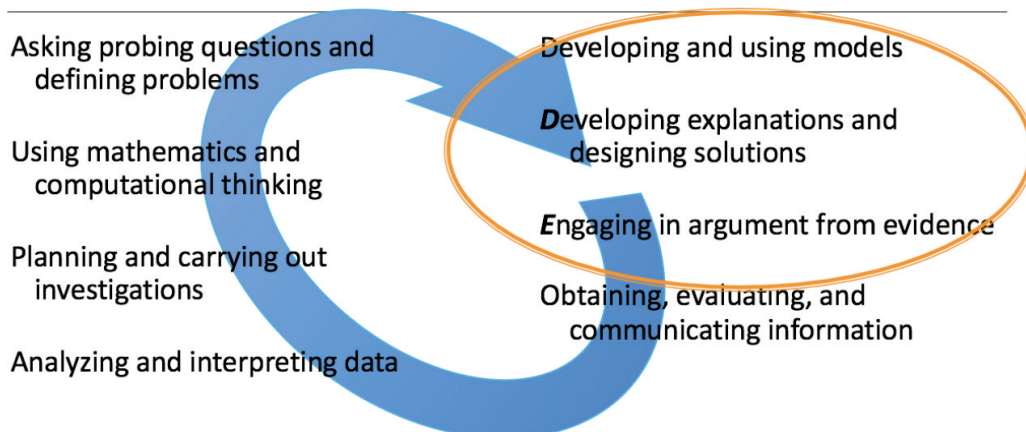 Asking probing questions and
defining problems
Using mathematics and
computational thinking
Planning and carrying out
investigations
Analyzing and interpreting data
Developing and using models
Developing explanations and
designing solutions
Engaging in argument from evidence
Obtaining, evaluating, and
communicating information